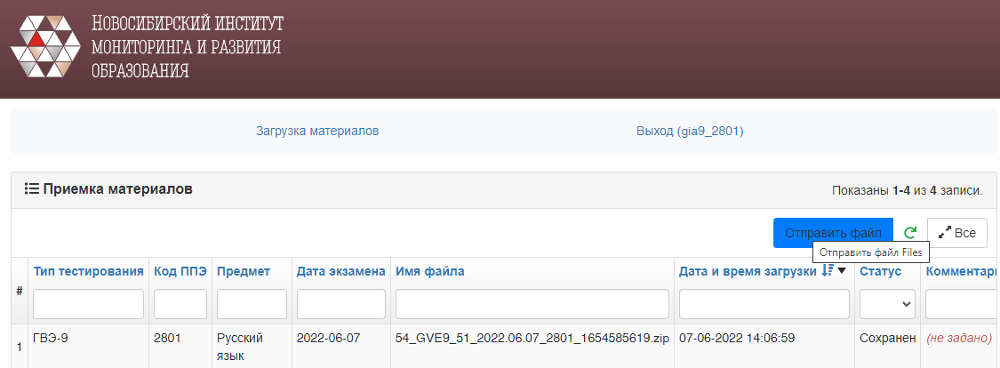 Новосибирский институт
мониторинга и развития
образования
Загрузка материалов Выход (gia9_2801)
Приемка материалов Показаны 1-4 из 4 записи.
Отправить файл Все
Отправить файл Files
# Тип тестирования Код ППЭ Предмет Дата экзамена Имя файла Дата и время загрузки Статус Комментари
1 ГВЭ-9 2801 Русский 2022-06-07 54_GVE9_51_2022.06.07_2801_1654585619.zip 07-06-2022 14:06:59 Сохранен (не задано)
язык